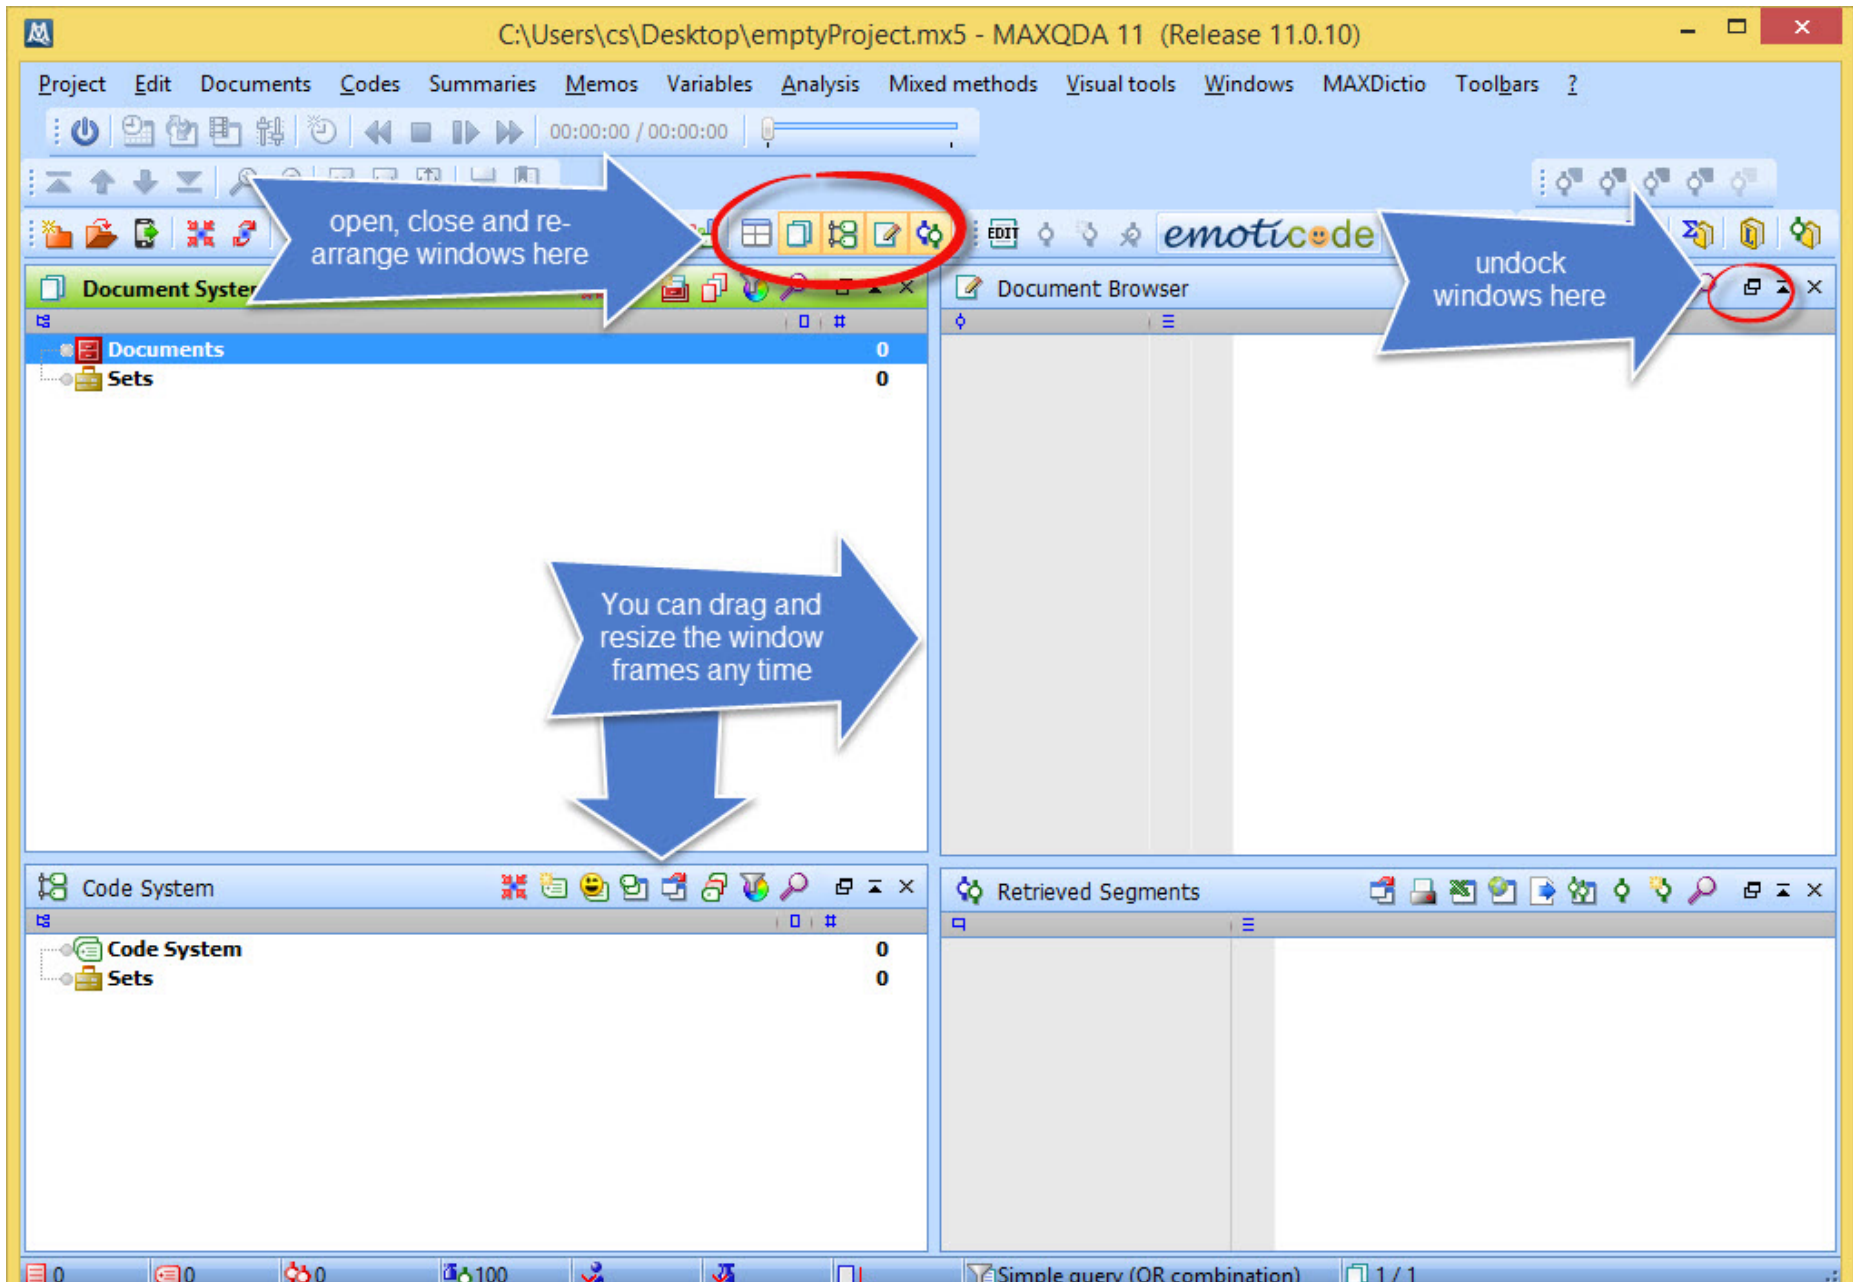 C:\Users\cs\Desktop\emptyProject.mx5 - MAXQDA 11 (Release 11.0.10)
Project Edit Documents Codes Summaries Memos Variables Analysis Mixed methods Visual tools Windows MAXDictio Toolbars ?
00:00:00 / 00:00:00
open, close and re-
arrange windows here
EDIT
emoticode
undock
windows here
Document System
Document Browser
Documents 0
Sets 0
You can drag and
resize the window
frames any time
Code System
Code System 0
Sets 0
Retrieved Segments
0 0 0 100 Simple query (OR combination) 1 / 1